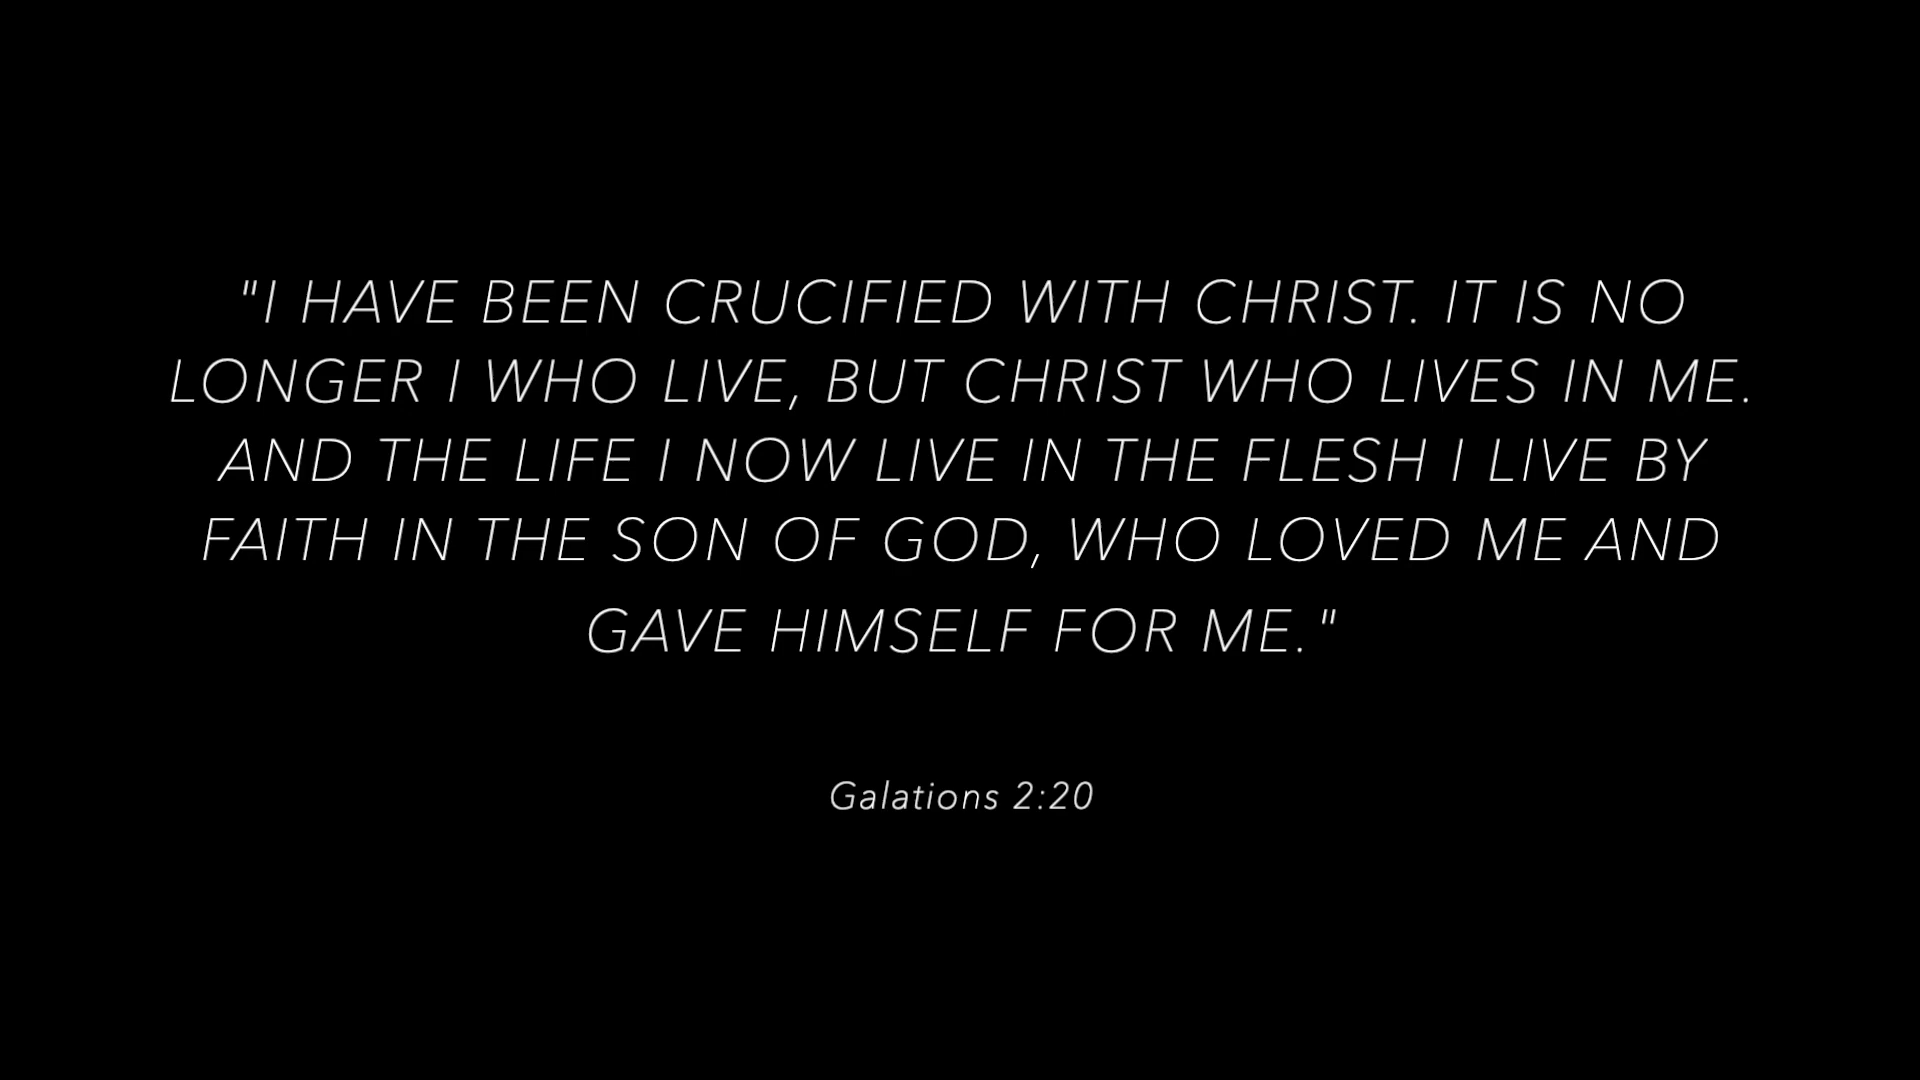 "I HAVE BEEN CRUCIFIED WITH CHRIST. IT IS NO
LONGER I WHO LIVE, BUT CHRIST WHO LIVES IN ME.
AND THE LIFE I NOW LIVE IN THE FLESH I LIVE BY
FAITH IN THE SON OF GOD, WHO LOVED ME AND
GAVE HIMSELF FOR ME."
Galations 2:20